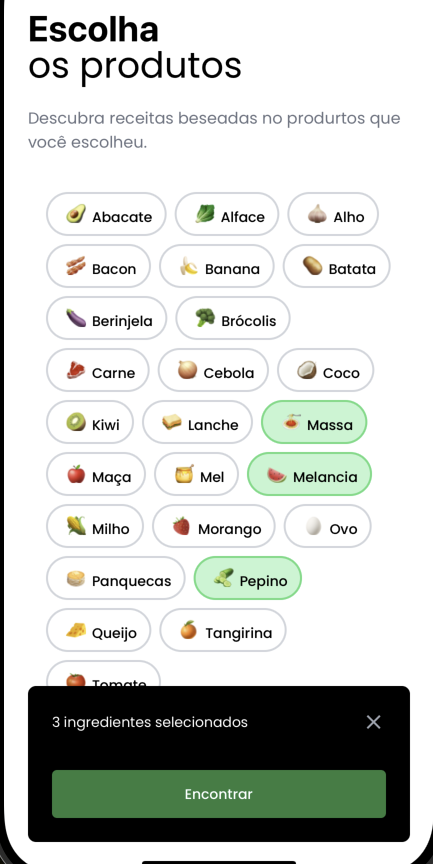 Escolha
os produtos
Descubra receitas beseadas no produrtos que
você escolheu.
Abacate Alface Alho
Bacon Banana Batata
Berinjela Brócolis
Carne Cebola Coco
Kiwi Lanche Massa
Maça Mel Melancia
Milho Morango Ovo
Panquecas Pepino
Queijo Tangirina
Tomate
3 ingredientes selecionados
Encontrar